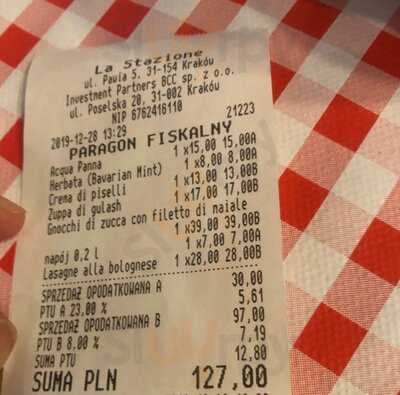 La Stazione
ul. Pawia 5, 31-154 Kraków
Investment Partners BCC sp. z o.o.
ul. Poselska 20, 31-002 Kraków
NIP 6762416110
2019-12-28 13:29 21223
PARAGON FISKALNY
Acqua Panna 1 x15,00 15,00A
Herbata (Bavarian Mint) 1 x8,00 8,00A
Crema di piselli 1 x13,00 13,00B
Zuppa di gulash 1 x17,00 17,00B
Gnocchi di zucca con filetto di maiale
1 x39,00 39,00B
napój 0,2 l 1 x7,00 7,00A
Lasagne alla bolognese 1 x28,00 28,00B
SPRZEDAŻ OPODATKOWANA A 30,00
PTU A 23,00 % 5,61
SPRZEDAŻ OPODATKOWANA B 97,00
PTU B 8,00 % 7,19
SUMA PTU 12,80
SUMA PLN 127,00